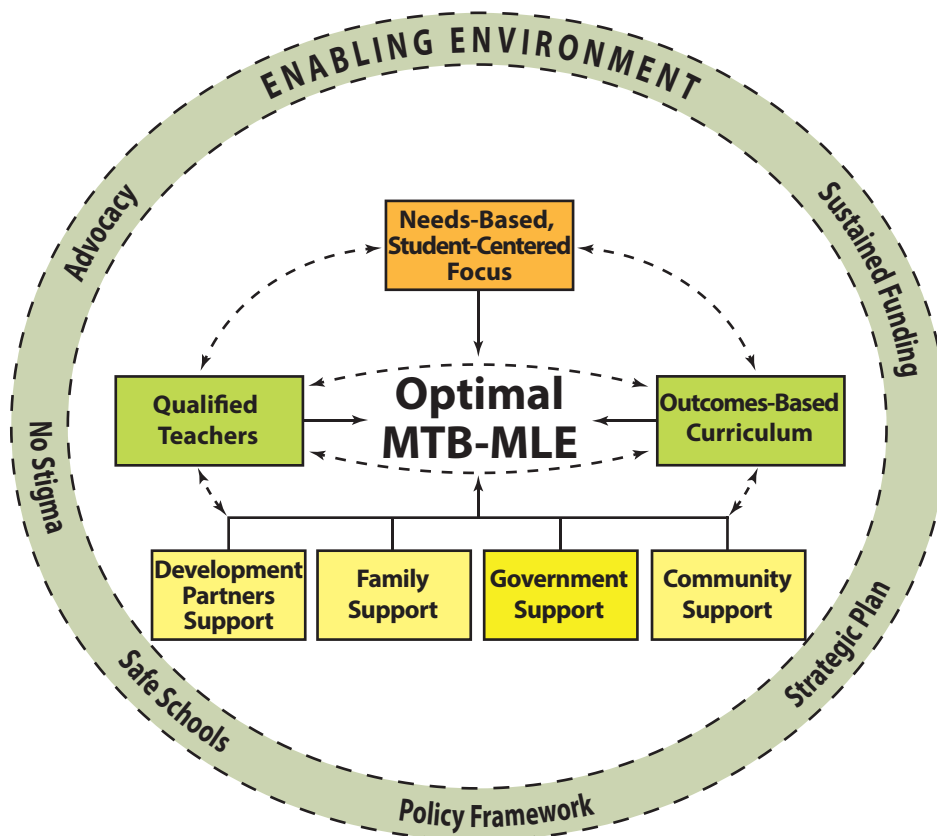 ENABLING ENVIRONMENT
Advocacy
Sustained Funding
Needs-Based,
Student-Centered
Focus
Optimal
MTB-MLE
Qualified
Teachers
Outcomes-Based
Curriculum
No Stigma
Development
Partners
Support
Family
Support
Government
Support
Community
Support
Safe Schools
Strategic Plan
Policy Framework